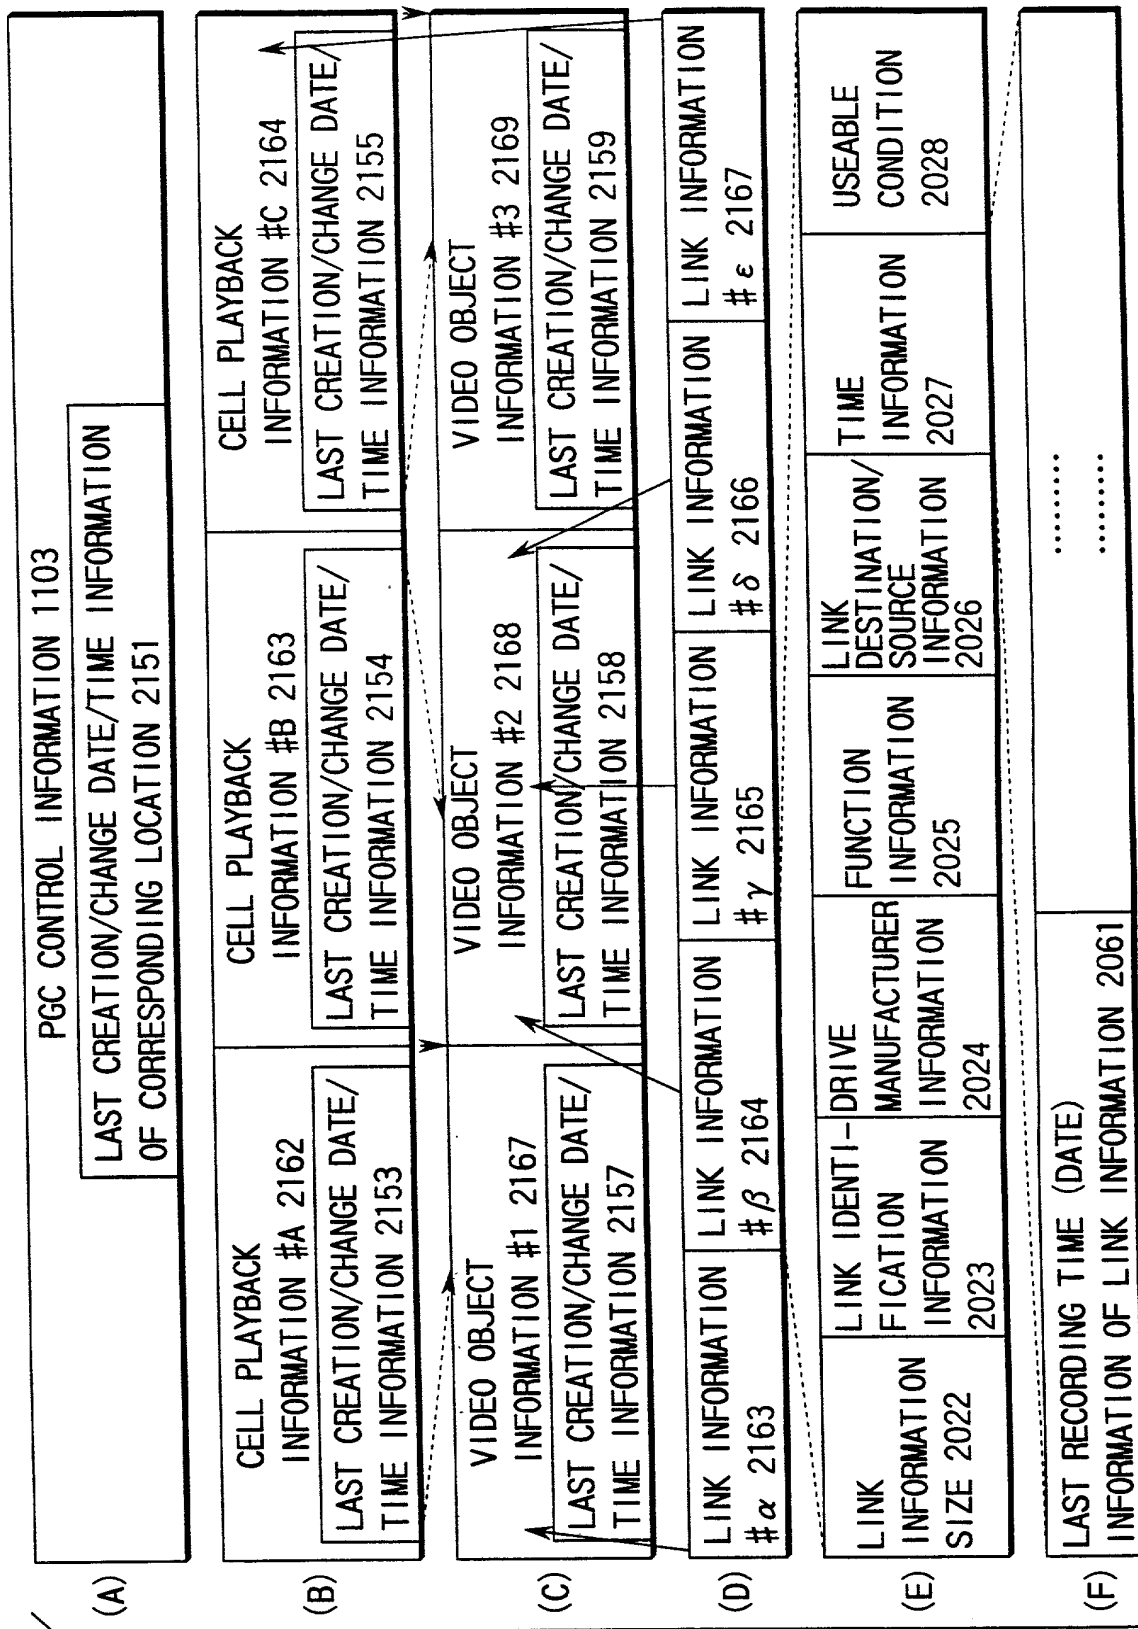 (A)
PGC CONTROL INFORMATION 1103
LAST CREATION/CHANGE DATE/TIME INFORMATION
OF CORRESPONDING LOCATION 2151
(B)
CELL PLAYBACK
INFORMATION #A 2162
LAST CREATION/CHANGE DATE/
TIME INFORMATION 2153
CELL PLAYBACK
INFORMATION #B 2163
LAST CREATION/CHANGE DATE/
TIME INFORMATION 2154
CELL PLAYBACK
INFORMATION #C 2164
LAST CREATION/CHANGE DATE/
TIME INFORMATION 2155
(C)
VIDEO OBJECT
INFORMATION #1 2167
LAST CREATION/CHANGE DATE/
TIME INFORMATION 2157
VIDEO OBJECT
INFORMATION #2 2168
LAST CREATION/CHANGE DATE/
TIME INFORMATION 2158
VIDEO OBJECT
INFORMATION #3 2169
LAST CREATION/CHANGE DATE/
TIME INFORMATION 2159
(D)
LINK INFORMATION
#α 2163
LINK INFORMATION
#β 2164
LINK INFORMATION
#γ 2165
LINK INFORMATION
#δ 2166
LINK INFORMATION
#ε 2167
(E)
LINK
INFORMATION
SIZE 2022
LINK IDENTI-
FICATION
INFORMATION
2023
DRIVE
MANUFACTURER
INFORMATION
2024
FUNCTION
INFORMATION
2025
LINK
DESTINATION/
SOURCE
INFORMATION
2026
TIME
INFORMATION
2027
USEABLE
CONDITION
2028
(F)
LAST RECORDING TIME (DATE)
INFORMATION OF LINK INFORMATION 2061
........
........